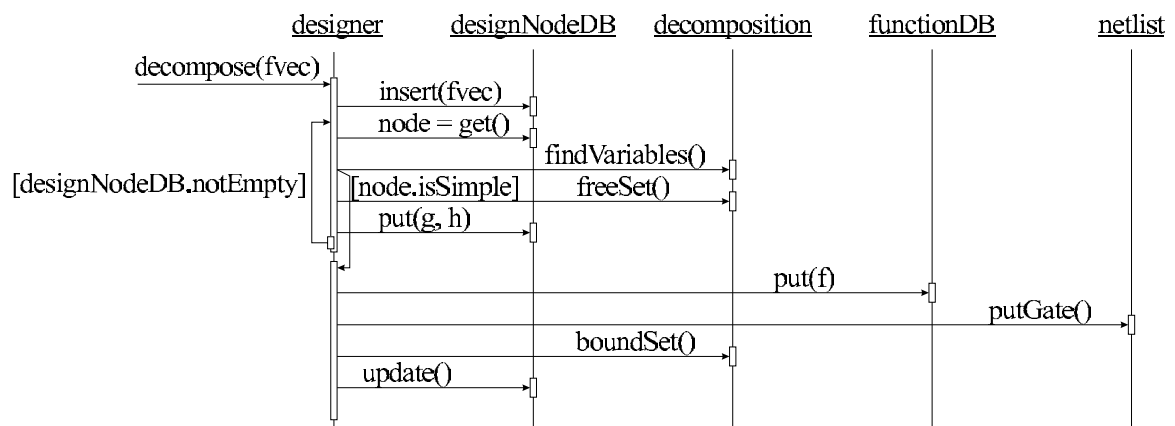 designer designNodeDB decomposition functionDB netlist
decompose(fvec)
insert(fvec)
node = get()
findVariables()
[designNodeDB.notEmpty] [node.isSimple] freeSet()
put(g, h)
put(f)
putGate()
boundSet()
update()